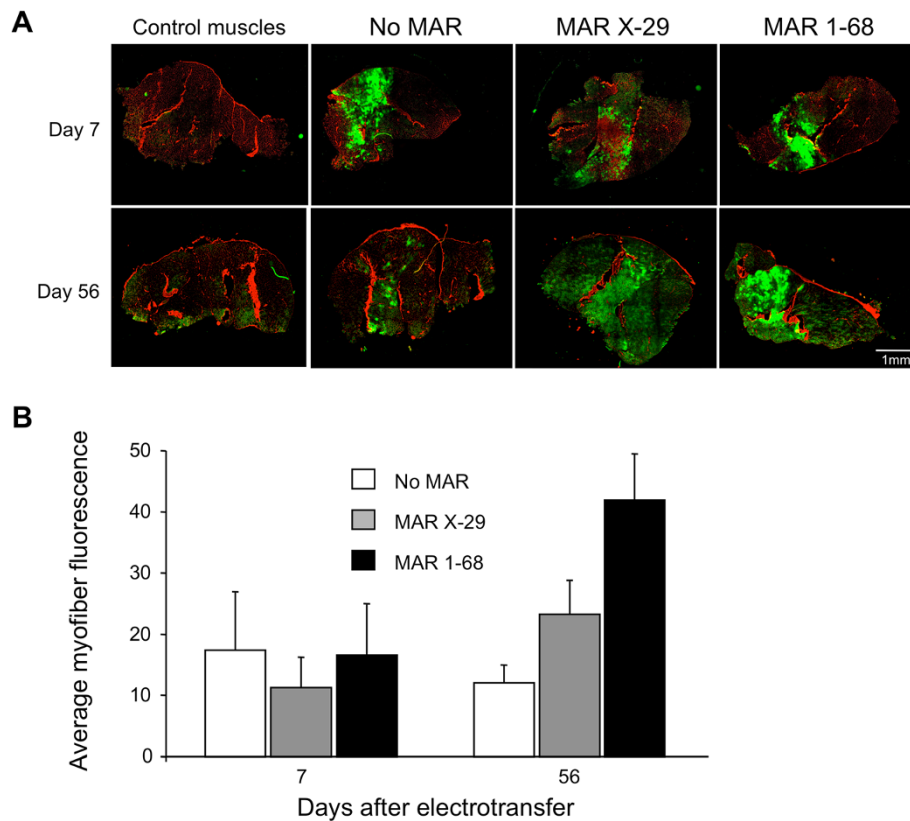 A
Control muscles No MAR MAR X-29 MAR 1-68
Day 7
Day 56
1mm
B
Average myofiber fluorescence
50
40
30
20
10
0
No MAR
MAR X-29
MAR 1-68
7 56
Days after electrotransfer